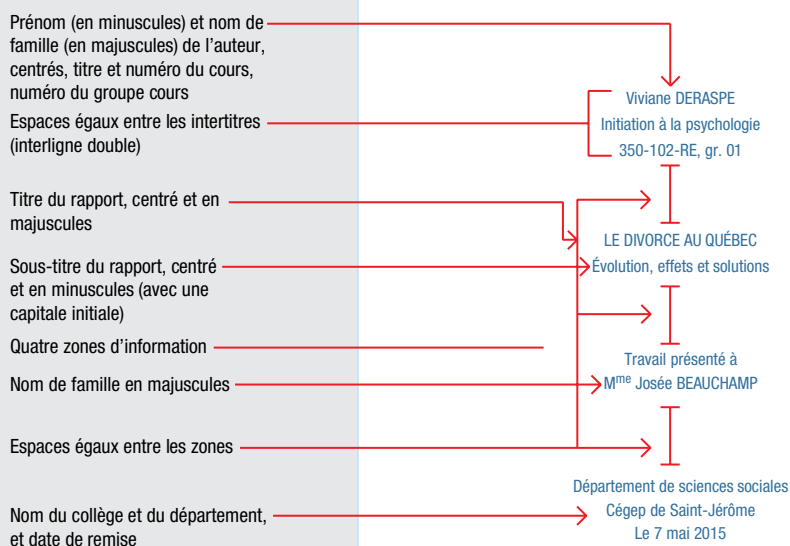 Prénom (en minuscules) et nom de
famille (en majuscules) de l'auteur,
centrés, titre et numéro du cours,
numéro du groupe cours
Espaces égaux entre les intertitres
(interligne double)
Titre du rapport, centré et en
majuscules
Sous-titre du rapport, centré
et en minuscules (avec une
capitale initiale)
Quatre zones d'information
Nom de famille en majuscules
Espaces égaux entre les zones
Nom du collège et du département,
et date de remise
Viviane DERASPE
Initiation à la psychologie
350-102-RE, gr. 01
LE DIVORCE AU QUÉBEC
Évolution, effets et solutions
Travail présenté à
Mme Josée BEAUCHAMP
Département de sciences sociales
Cégep de Saint-Jérôme
Le 7 mai 2015